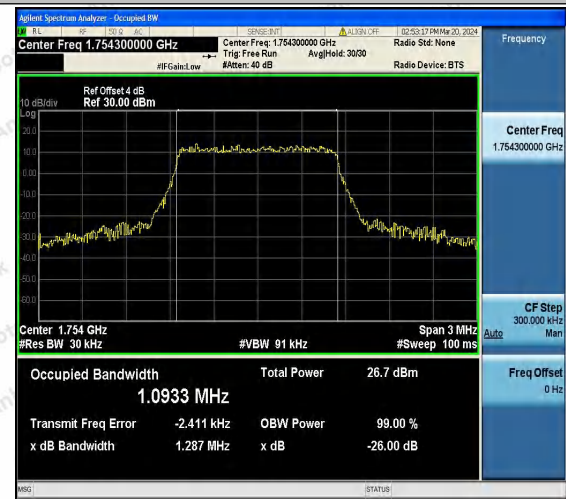 Agilent Spectrum Analyzer - Occupied BW
RL RF 50 Ω AC SENSE:INT ALIGN OFF 02:53:17 PM Mar 20, 2024
Center Freq 1.754300000 GHz Center Freq: 1.754300000 GHz Radio Std: None Frequency
Trig: Free Run Avg|Hold: 30/30
#IFGain:Low #Atten: 40 dB Radio Device: BTS
Ref Offset 4 dB
10 dB/div Ref 30.00 dBm
Log
20.0
10.0
0.00
-10.0
-20.0
-30.0
-40.0
-50.0
-60.0
Center Freq
1.754300000 GHz
Center 1.754 GHz Span 3 MHz
#Res BW 30 kHz #VBW 91 kHz #Sweep 100 ms
CF Step
300.000 kHz
Auto Man
Occupied Bandwidth Total Power 26.7 dBm
1.0933 MHz
Transmit Freq Error -2.411 kHz OBW Power 99.00 %
x dB Bandwidth 1.287 MHz x dB -26.00 dB
Freq Offset
0 Hz
MSG STATUS